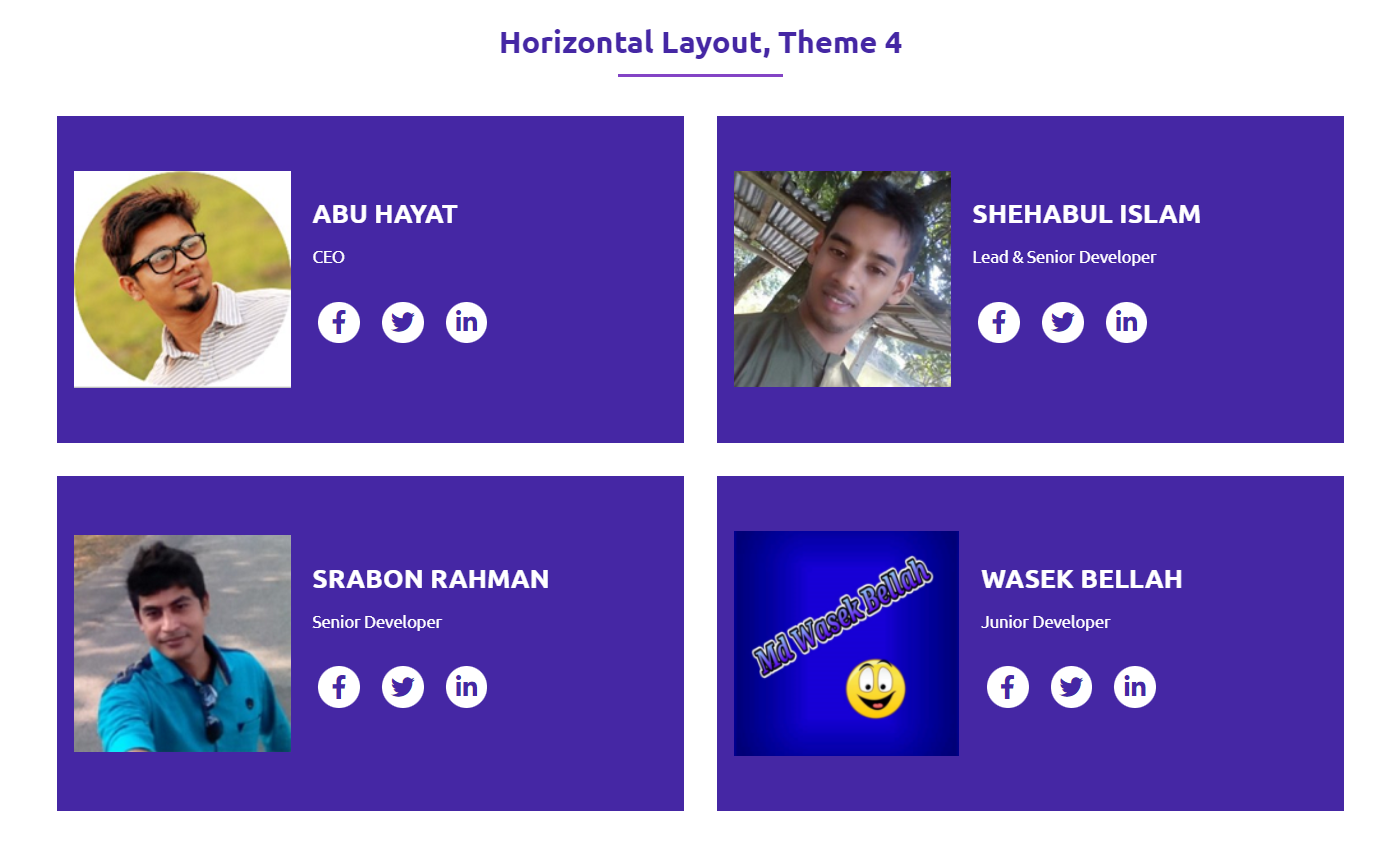 Horizontal Layout, Theme 4
ABU HAYAT
CEO
SHEHABUL ISLAM
Lead & Senior Developer
SRABON RAHMAN
Senior Developer
Md Wasek Bellah
WASEK BELLAH
Junior Developer